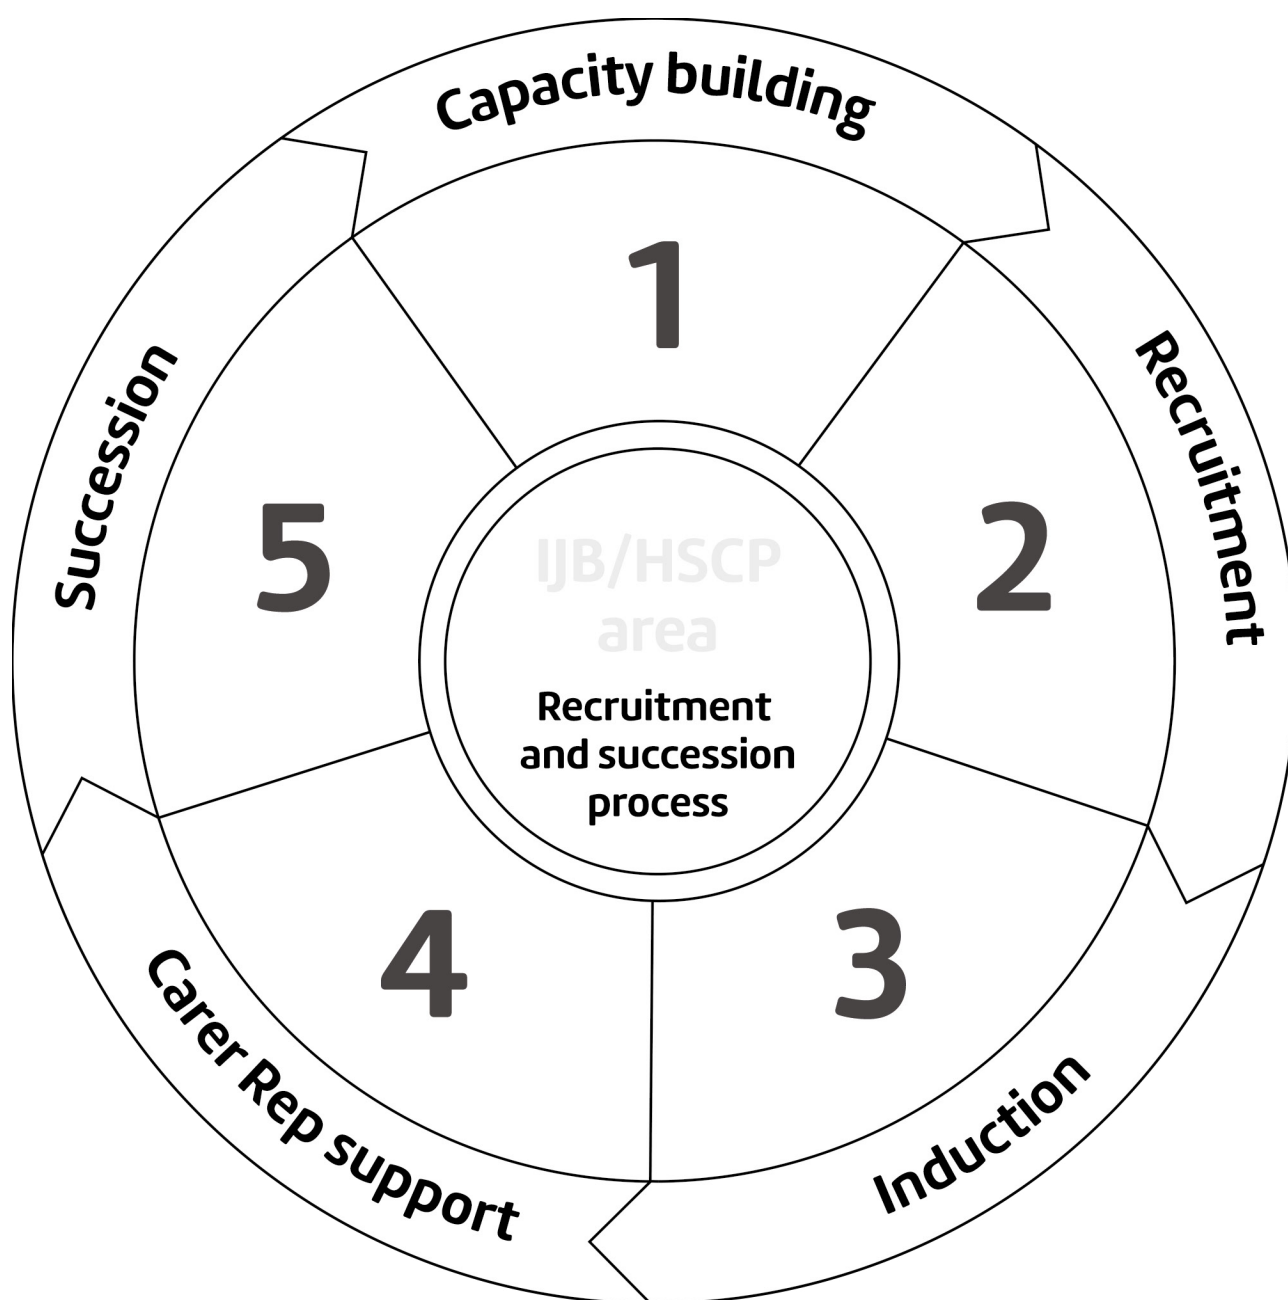 Capacity building
1
Recruitment
2
Induction
3
Carer Rep support
4
Succession
5
IJB/HSCP
area
Recruitment
and succession
process